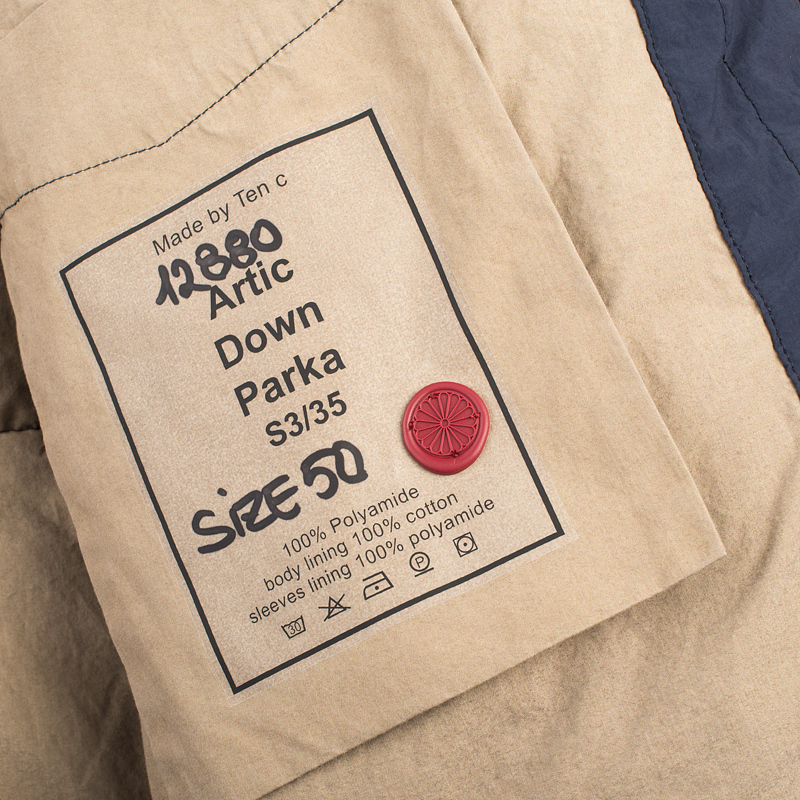 Made by Ten c
12880
Artic
Down
Parka
S3/35
SiZE 50
100% Polyamide
body lining 100% cotton
sleeves lining 100% polyamide
30 P